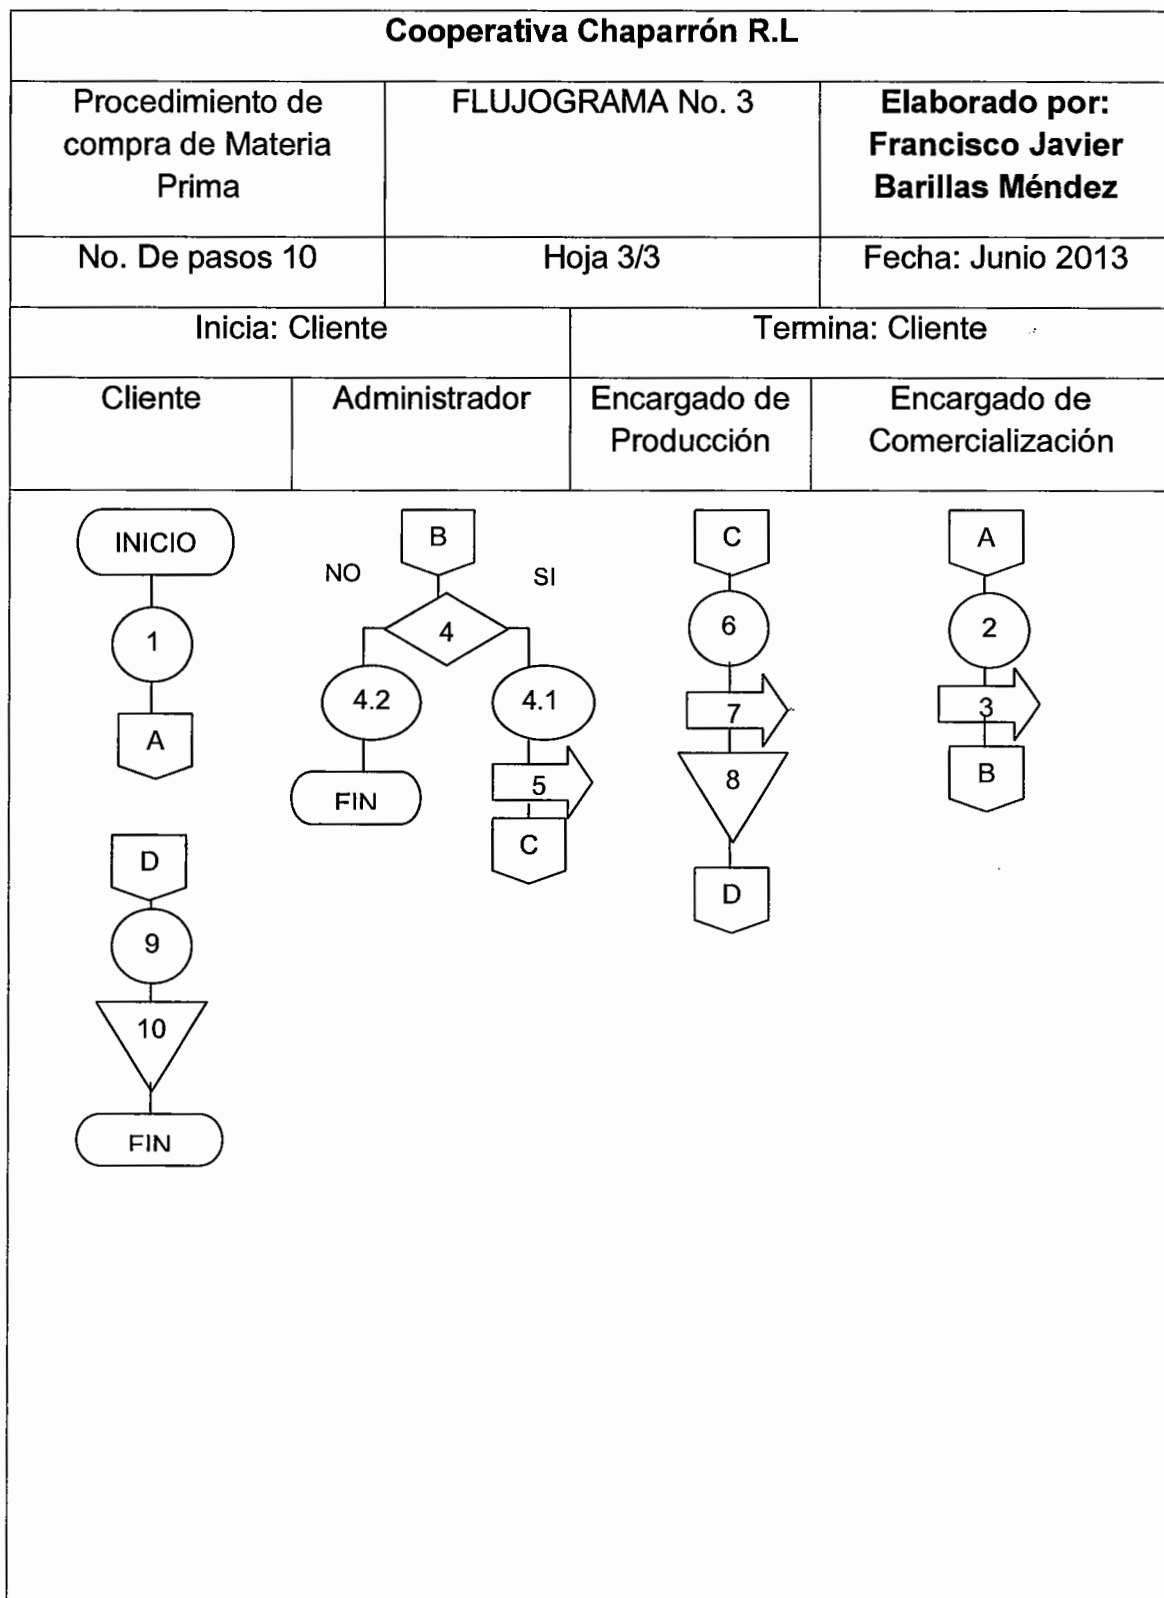 Cooperativa Chaparrón R.L
Procedimiento de
compra de Materia
Prima
FLUJOGRAMA No. 3
Elaborado por:
Francisco Javier
Barillas Méndez
No. De pasos 10
Hoja 3/3
Fecha: Junio 2013
Inicia: Cliente
Termina: Cliente
Cliente
Administrador
Encargado de
Producción
Encargado de
Comercialización
INICIO
1
A
D
9
10
FIN
B
NO
SI
4
4.2
4.1
FIN
5
C
C
6
7
8
D
A
2
3
B